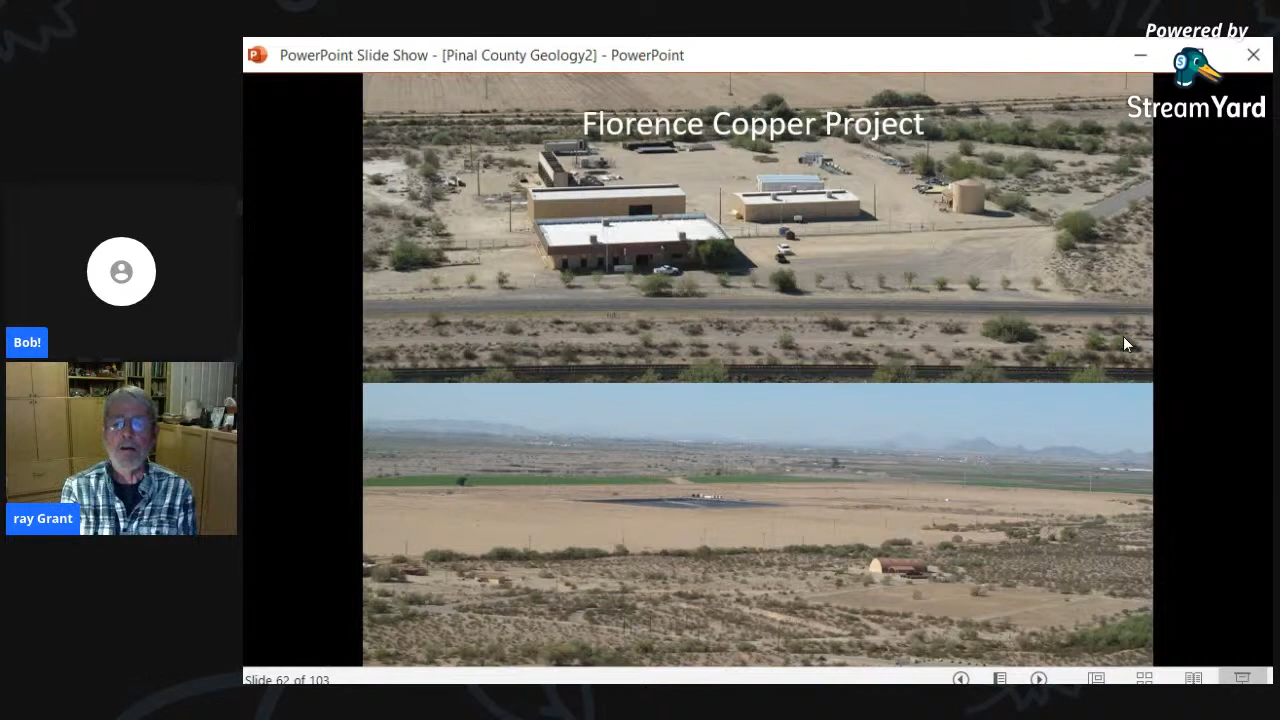 Powered by
StreamYard
PowerPoint Slide Show - [Pinal County Geology2] - PowerPoint
Florence Copper Project
Bob!
ray Grant
Slide 62 of 103